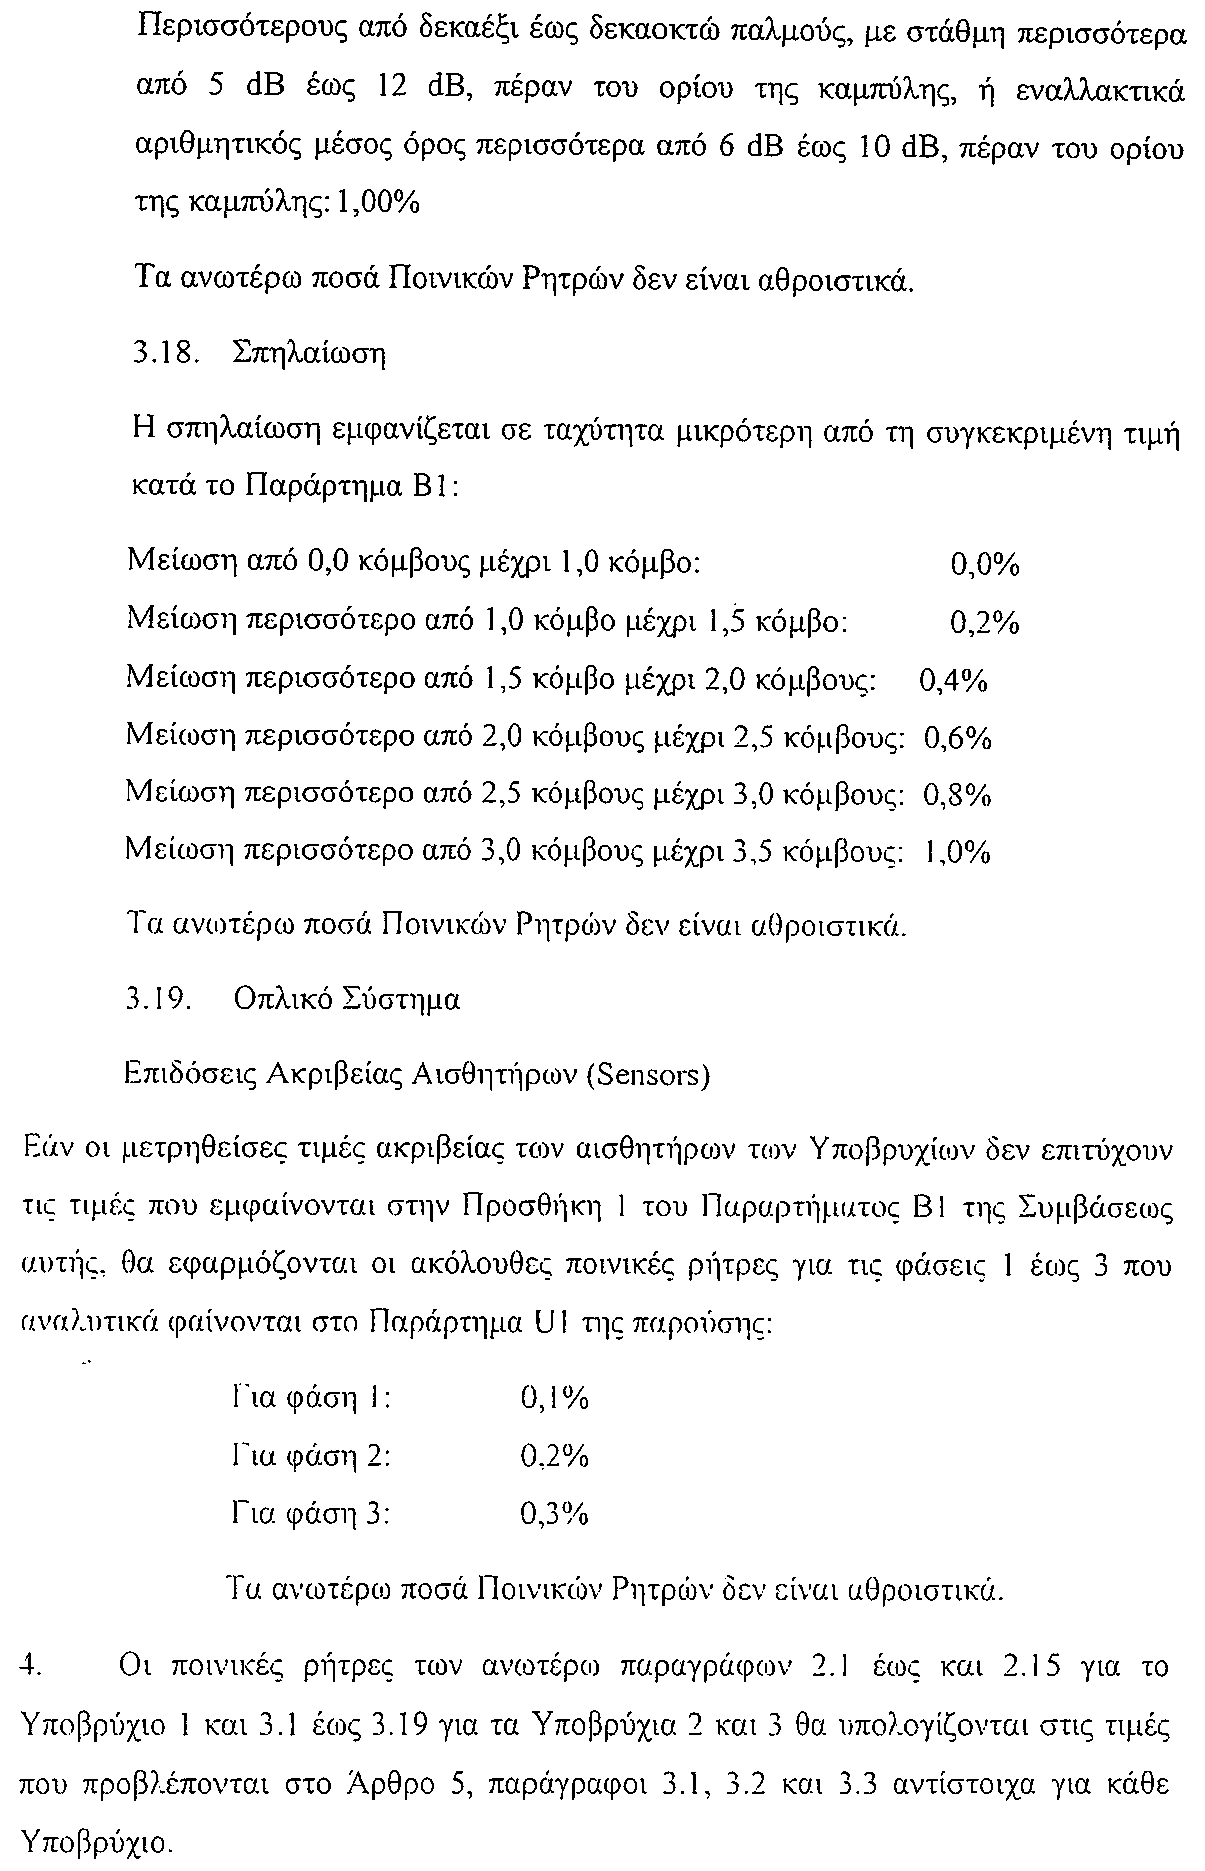 Περισσότερους από δεκαέξι έως δεκαοκτώ παλμούς, με στάθμη περισσότερα
από 5 dB έως 12 dB, πέραν του ορίου της καμπύλης, ή εναλλακτικά
αριθμητικός μέσος όρος περισσότερα από 6 dB έως 10 dB, πέραν του ορίου
της καμπύλης: 1,00%
Τα ανωτέρω ποσά Ποινικών Ρητρών δεν είναι αθροιστικά.
3.18. Σπηλαίωση
Η σπηλαίωση εμφανίζεται σε ταχύτητα μικρότερη από τη συγκεκριμένη τιμή
κατά το Παράρτημα Β1:
Μείωση από 0,0 κόμβους μέχρι 1,0 κόμβο: 0,0%
Μείωση περισσότερο από 1,0 κόμβο μέχρι 1,5 κόμβο: 0,2%
Μείωση περισσότερο από 1,5 κόμβο μέχρι 2,0 κόμβους: 0,4%
Μείωση περισσότερο από 2,0 κόμβους μέχρι 2,5 κόμβους: 0,6%
Μείωση περισσότερο από 2,5 κόμβους μέχρι 3,0 κόμβους: 0,8%
Μείωση περισσότερο από 3,0 κόμβους μέχρι 3,5 κόμβους: 1,0%
Τα ανωτέρω ποσά Ποινικών Ρητρών δεν είναι αθροιστικά.
3.19. Οπλικό Σύστημα
Επιδόσεις Ακριβείας Αισθητήρων (Sensors)
Εάν οι μετρηθείσες τιμές ακριβείας των αισθητήρων των Υποβρυχίων δεν επιτύχουν
τις τιμές που εμφαίνονται στην Προσθήκη 1 του Παραρτήματος Β1 της Συμβάσεως
αυτής, θα εφαρμόζονται οι ακόλουθες ποινικές ρήτρες για τις φάσεις 1 έως 3 που
αναλυτικά φαίνονται στο Παράρτημα U1 της παρούσης:
Για φάση 1: 0,1%
Για φάση 2: 0,2%
Για φάση 3: 0,3%
Τα ανωτέρω ποσά Ποινικών Ρητρών δεν είναι αθροιστικά.
4. Οι ποινικές ρήτρες των ανωτέρω παραγράφων 2.1 έως και 2.15 για το
Υποβρύχιο 1 και 3.1 έως 3.19 για τα Υποβρύχια 2 και 3 θα υπολογίζονται στις τιμές
που προβλέπονται στο Άρθρο 5, παράγραφοι 3.1, 3.2 και 3.3 αντίστοιχα για κάθε
Υποβρύχιο.